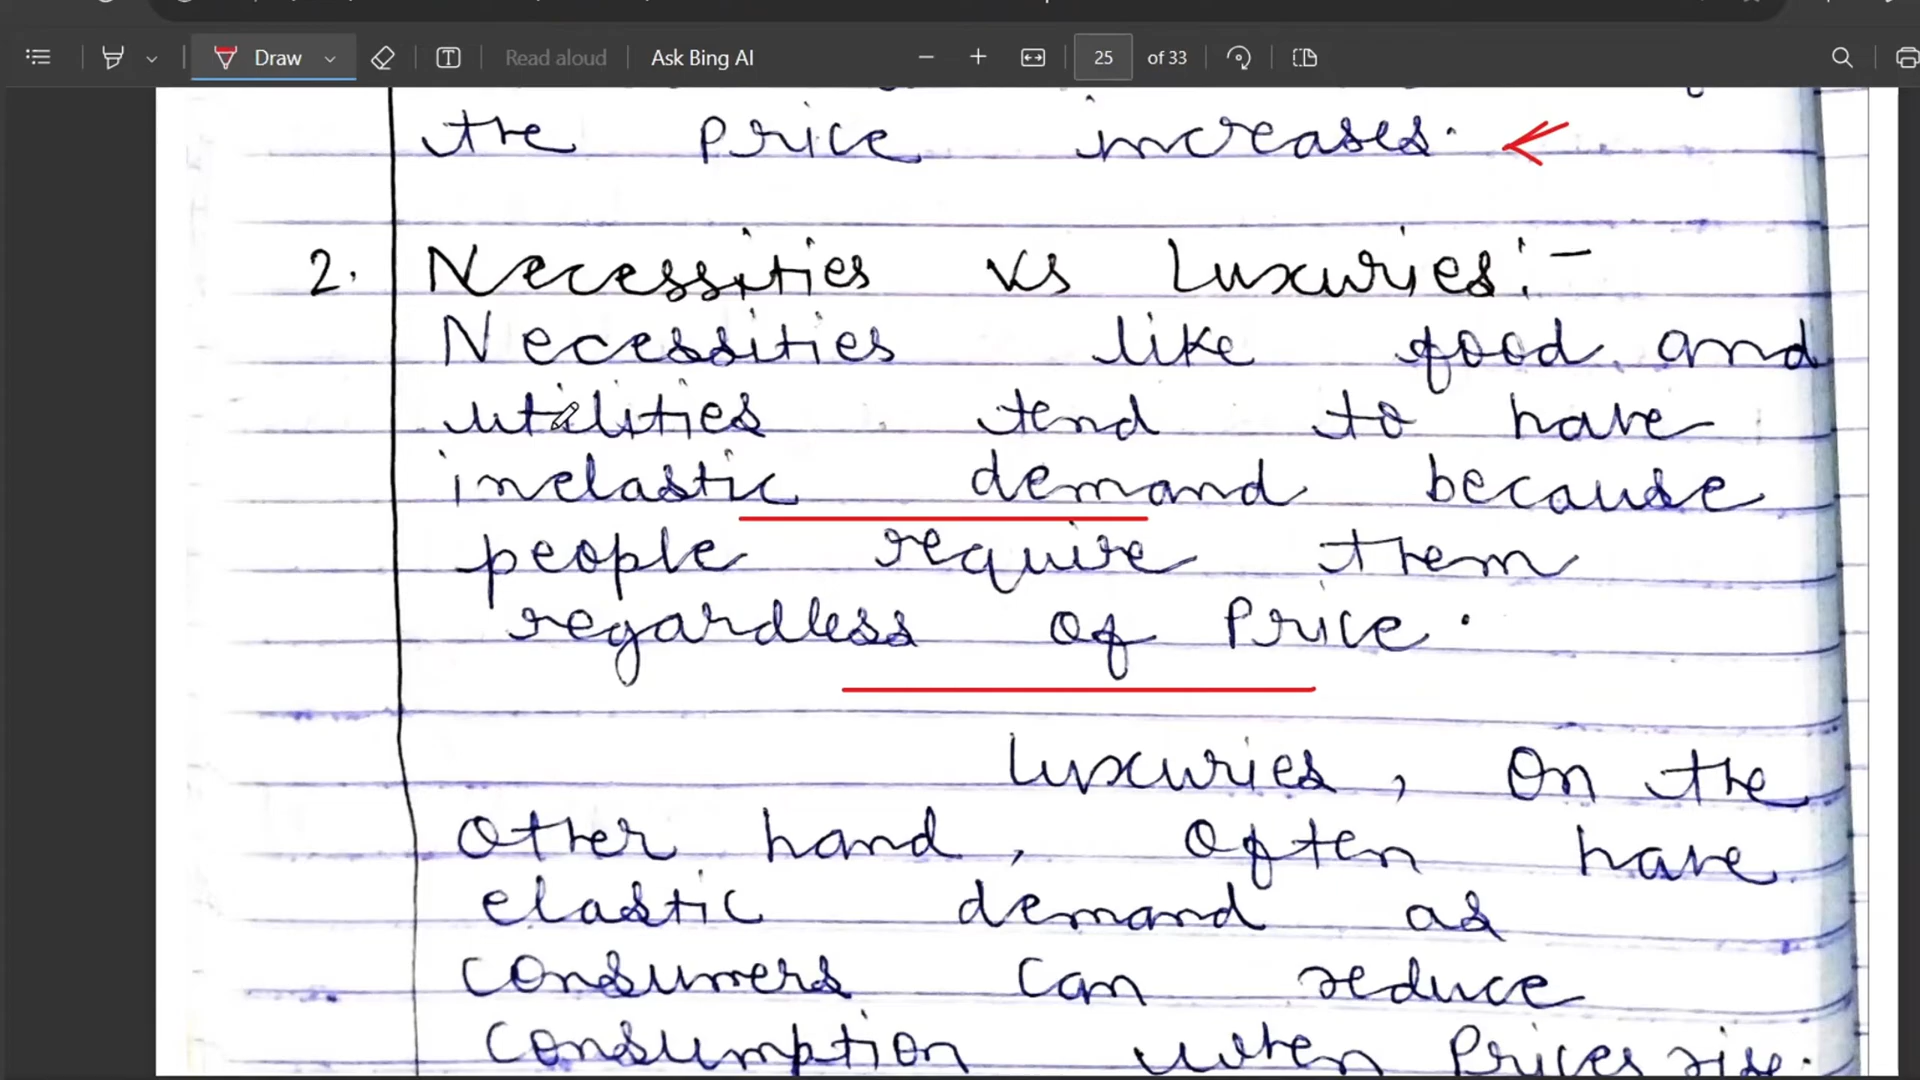 Draw
Read aloud
Ask Bing AI
25
of 33
the price increases.
2. Necessities vs Luxuries:-
Necessities like food and
utilities tend to have
inelastic demand because
people require them
regardless of Price.
Luxuries, On the
other hand, Often have
elastic demand as
Consumers Can reduce
Consumption when Prices rise.